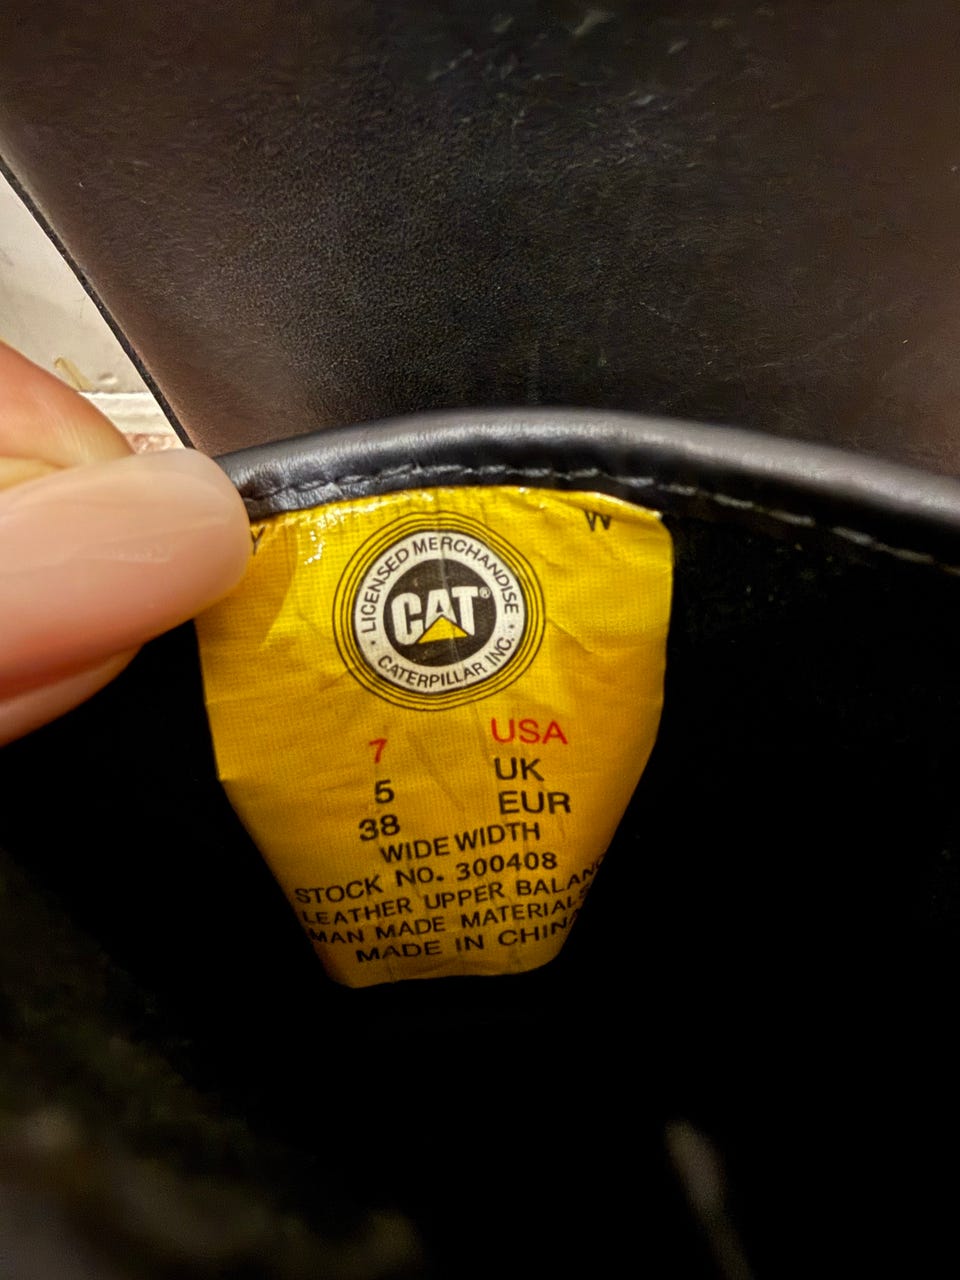 W
LICENSED MERCHANDISE
CAT®
CATERPILLAR INC.
7 USA
5 UK
38 EUR
WIDE WIDTH
STOCK NO. 300408
LEATHER UPPER BALANC
MAN MADE MATERIALS
MADE IN CHINA